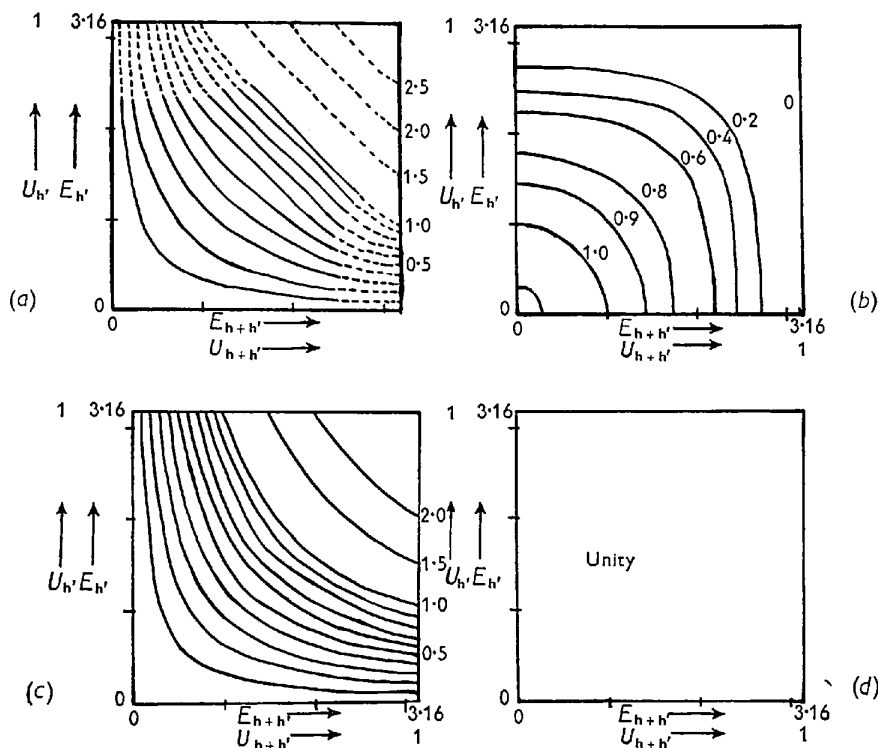 1 3·16
2·5
2·0
1·5
1·0
0·5
U_h' E_h'
0
0
E_h+h'
U_h+h'
(a)
3·16
0
0·2
0·4
0·6
0·8
0·9
1·0
U_h' E_h'
0
0
E_h+h' 3·16
U_h+h' 1
(b)
1 3·16
2·0
1·5
1·0
0·5
U_h' E_h'
0
0
E_h+h' 3·16
U_h+h' 1
(c)
1 3·16
Unity
U_h' E_h'
0
0
E_h+h' 3·16
U_h+h' 1
(d)